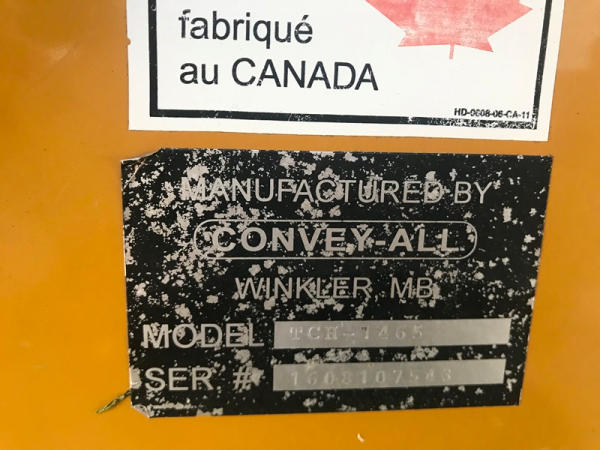 fabriqué
au CANADA
HD-0608-06-CA-11
MANUFACTURED BY
CONVEY-ALL
WINKLER MB
MODEL TCH-1465
SER # 1608107543